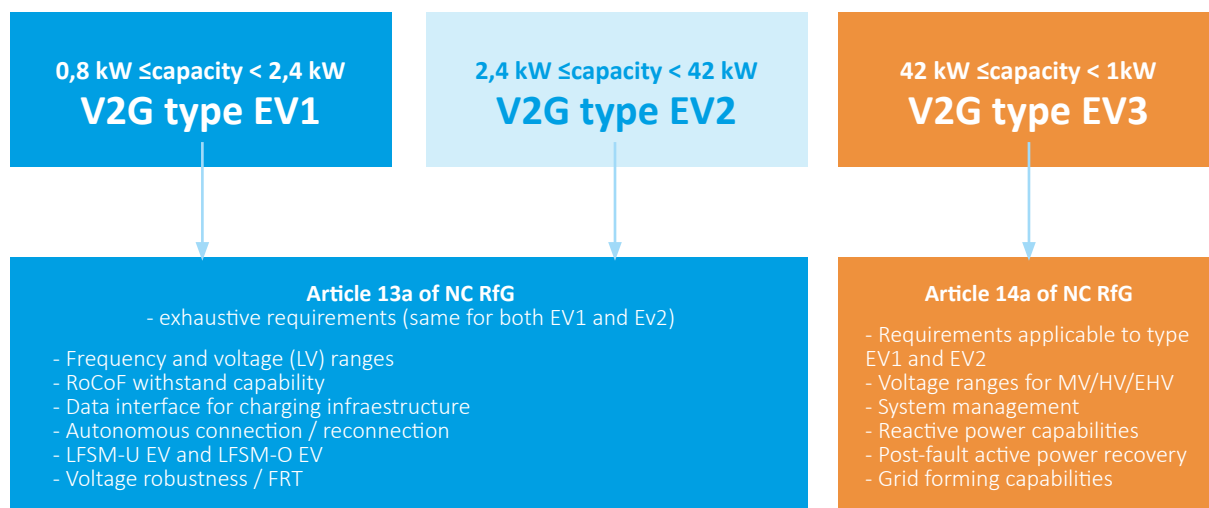 0,8 kW ≤capacity < 2,4 kW
V2G type EV1
2,4 kW ≤capacity < 42 kW
V2G type EV2
42 kW ≤capacity < 1kW
V2G type EV3
Article 13a of NC RfG
- exhaustive requirements (same for both EV1 and Ev2)
- Frequency and voltage (LV) ranges
- RoCoF withstand capability
- Data interface for charging infraestructure
- Autonomous connection / reconnection
- LFSM-U EV and LFSM-O EV
- Voltage robustness / FRT
Article 14a of NC RfG
- Requirements applicable to type
EV1 and EV2
- Voltage ranges for MV/HV/EHV
- System management
- Reactive power capabilities
- Post-fault active power recovery
- Grid forming capabilities